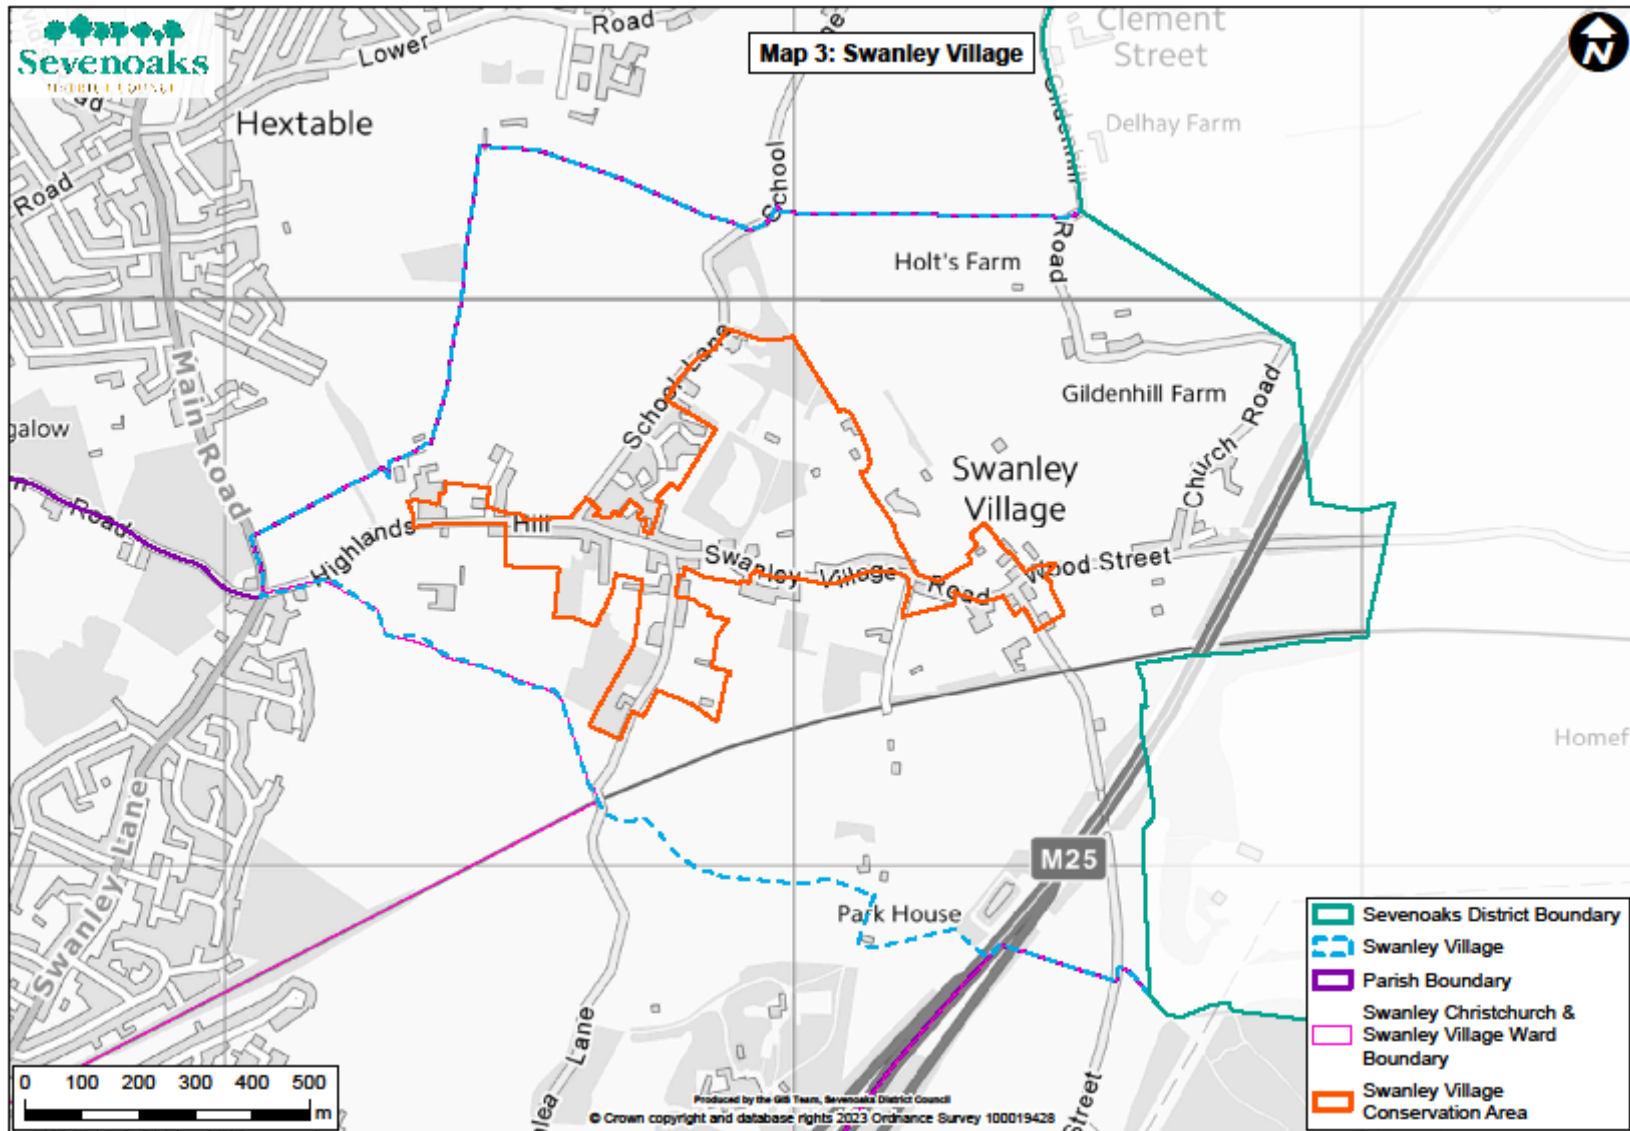 Sevenoaks
DISTRICT COUNCIL
Map 3: Swanley Village
N
Clement
Street
Road
Lower
Road
Hextable
Delhay Farm
Gildenhill
School
Road
Holt's Farm
Road
Main Road
School Lane
Gildenhill Farm
Church Road
galow
Swanley
Village
Road
Highlands
Hill
Swanley Village Road
Wood Street
Homef
Swanley Lane
M25
Park House
Lane
Street
Sevenoaks District Boundary
Swanley Village
Parish Boundary
Swanley Christchurch &
Swanley Village Ward
Boundary
Swanley Village
Conservation Area
0 100 200 300 400 500
m
Produced by the GIS Team, Sevenoaks District Council
© Crown copyright and database rights 2023 Ordnance Survey 100019428